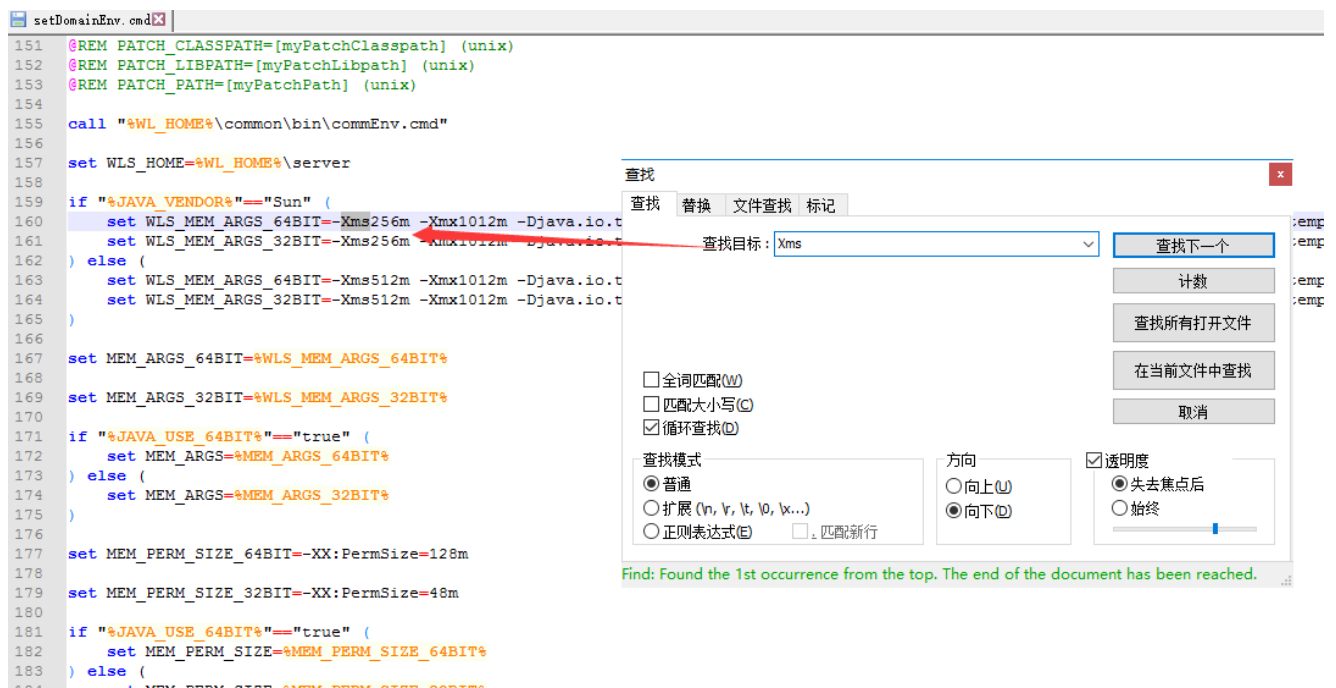 setDomainEnv.cmd
151 @REM PATCH_CLASSPATH=[myPatchClasspath] (unix)
152 @REM PATCH_LIBPATH=[myPatchLibpath] (unix)
153 @REM PATCH_PATH=[myPatchPath] (unix)
154
155 call "%WL_HOME%\common\bin\commEnv.cmd"
156
157 set WLS_HOME=%WL_HOME%\server
158
159 if "%JAVA_VENDOR%"=="Sun" (
160 set WLS_MEM_ARGS_64BIT=-Xms256m -Xmx1012m -Djava.io.t
161 set WLS_MEM_ARGS_32BIT=-Xms256m -Xmx1012m -Djava.io.t
162 ) else (
163 set WLS_MEM_ARGS_64BIT=-Xms512m -Xmx1012m -Djava.io.t
164 set WLS_MEM_ARGS_32BIT=-Xms512m -Xmx1012m -Djava.io.t
165 )
166
167 set MEM_ARGS_64BIT=%WLS_MEM_ARGS_64BIT%
168
169 set MEM_ARGS_32BIT=%WLS_MEM_ARGS_32BIT%
170
171 if "%JAVA_USE_64BIT%"=="true" (
172 set MEM_ARGS=%MEM_ARGS_64BIT%
173 ) else (
174 set MEM_ARGS=%MEM_ARGS_32BIT%
175 )
176
177 set MEM_PERM_SIZE_64BIT=-XX:PermSize=128m
178
179 set MEM_PERM_SIZE_32BIT=-XX:PermSize=48m
180
181 if "%JAVA_USE_64BIT%"=="true" (
182 set MEM_PERM_SIZE=%MEM_PERM_SIZE_64BIT%
183 ) else (
查找
查找 替换 文件查找 标记
查找目标： Xms
查找下一个
计数
查找所有打开文件
在当前文件中查找
取消
全词匹配(W)
匹配大小写(C)
循环查找(D)
查找模式
普通
扩展 (\n, \r, \t, \0, \x...)
正则表达式(E) . 匹配新行
方向
向上(U)
向下(D)
透明度
失去焦点后
始终
Find: Found the 1st occurrence from the top. The end of the document has been reached.
;emp
;emp
;emp
;emp